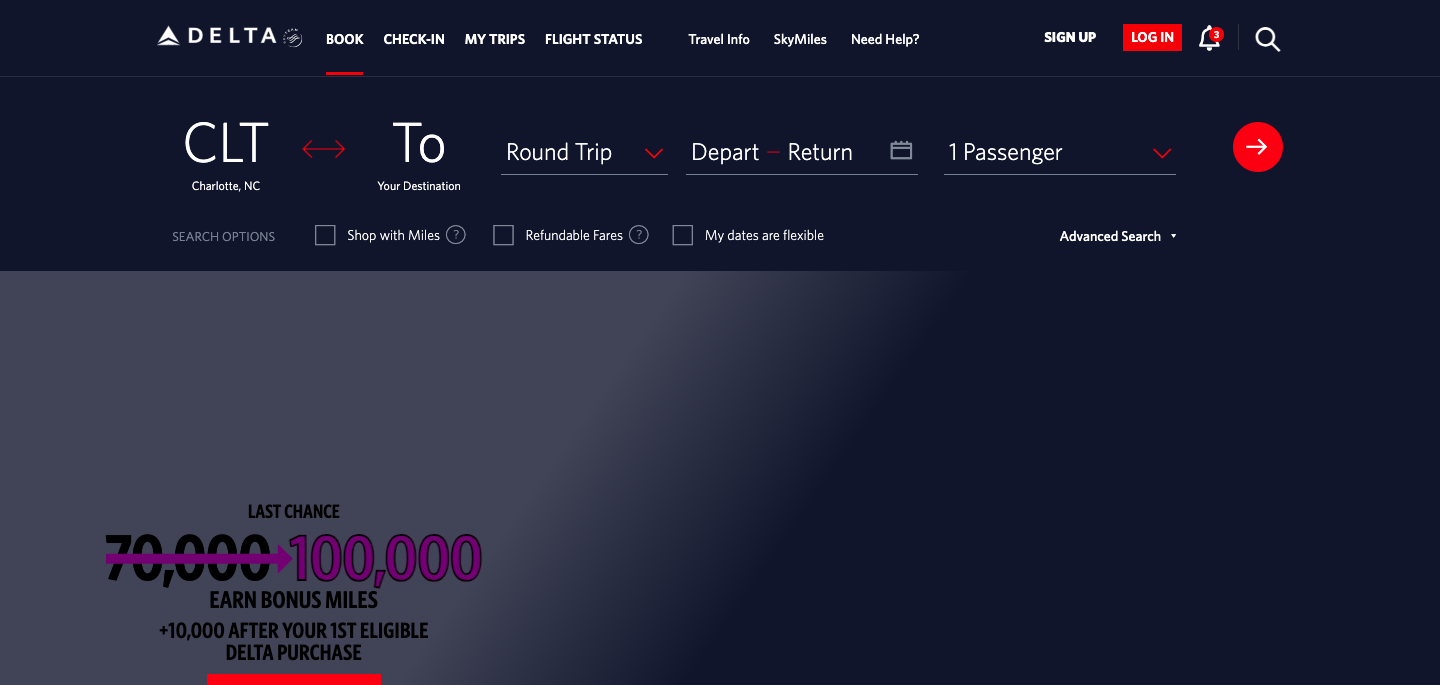 DELTA
BOOK CHECK-IN MY TRIPS FLIGHT STATUS Travel Info SkyMiles Need Help? SIGN UP LOG IN 3
CLT To Round Trip Depart – Return 1 Passenger
Charlotte, NC Your Destination
SEARCH OPTIONS Shop with Miles ? Refundable Fares ? My dates are flexible Advanced Search
LAST CHANCE
70,000 100,000
EARN BONUS MILES
+10,000 AFTER YOUR 1ST ELIGIBLE
DELTA PURCHASE